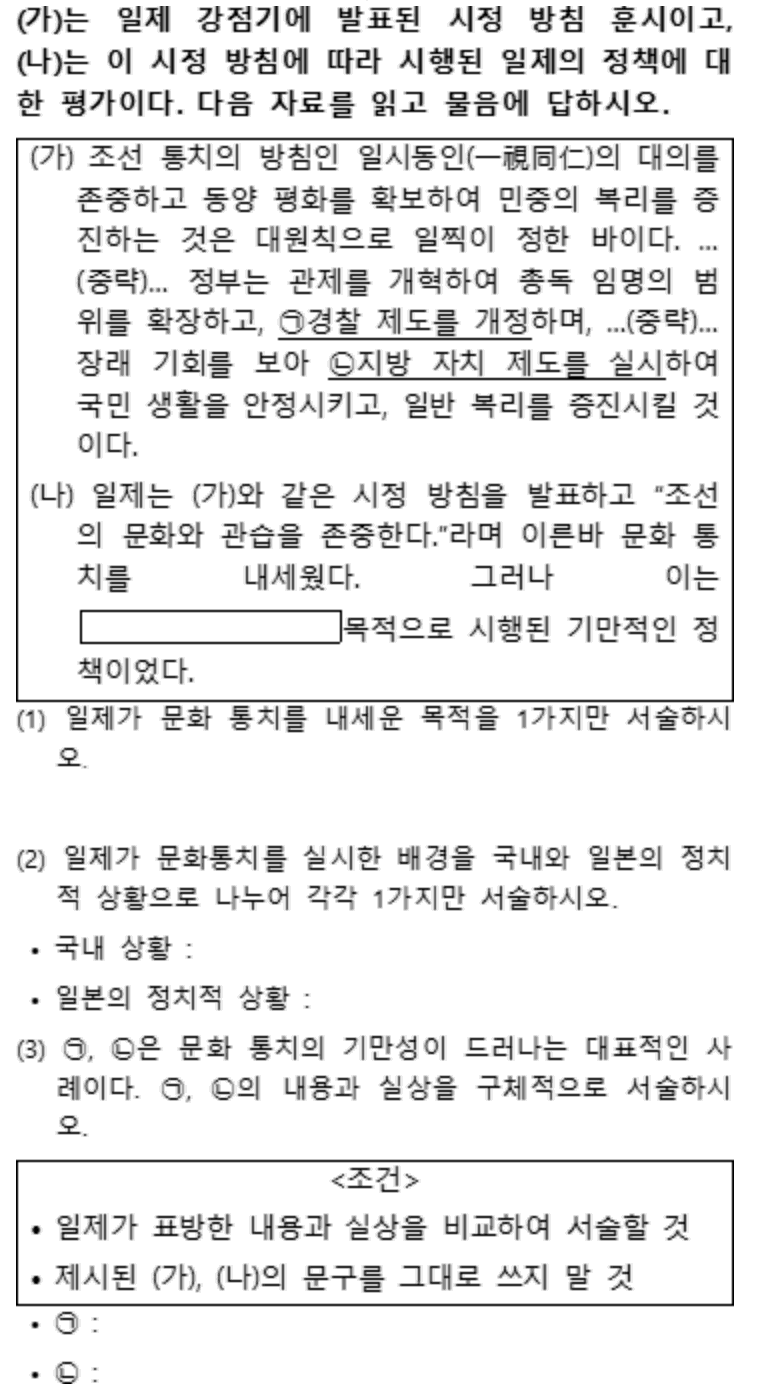 (가)는 일제 강점기에 발표된 시정 방침 훈시이고,
(나)는 이 시정 방침에 따라 시행된 일제의 정책에 대
한 평가이다. 다음 자료를 읽고 물음에 답하시오.
(가) 조선 통치의 방침인 일시동인(一視同仁)의 대의를
존중하고 동양 평화를 확보하여 민중의 복리를 증
진하는 것은 대원칙으로 일찍이 정한 바이다. ...
(중략)... 정부는 관제를 개혁하여 총독 임명의 범
위를 확장하고, ㉠경찰 제도를 개정하며, ...(중략)...
장래 기회를 보아 ㉡지방 자치 제도를 실시하여
국민 생활을 안정시키고, 일반 복리를 증진시킬 것
이다.
(나) 일제는 (가)와 같은 시정 방침을 발표하고 “조선
의 문화와 관습을 존중한다.”라며 이른바 문화 통
치를 내세웠다. 그러나 이는
목적으로 시행된 기만적인 정
책이었다.
(1) 일제가 문화 통치를 내세운 목적을 1가지만 서술하시
오.
(2) 일제가 문화통치를 실시한 배경을 국내와 일본의 정치
적 상황으로 나누어 각각 1가지만 서술하시오.
• 국내 상황 :
• 일본의 정치적 상황 :
(3) ㉠, ㉡은 문화 통치의 기만성이 드러나는 대표적인 사
례이다. ㉠, ㉡의 내용과 실상을 구체적으로 서술하시
오.
<조건>
• 일제가 표방한 내용과 실상을 비교하여 서술할 것
• 제시된 (가), (나)의 문구를 그대로 쓰지 말 것
• ㉠ :
• ㉡ :